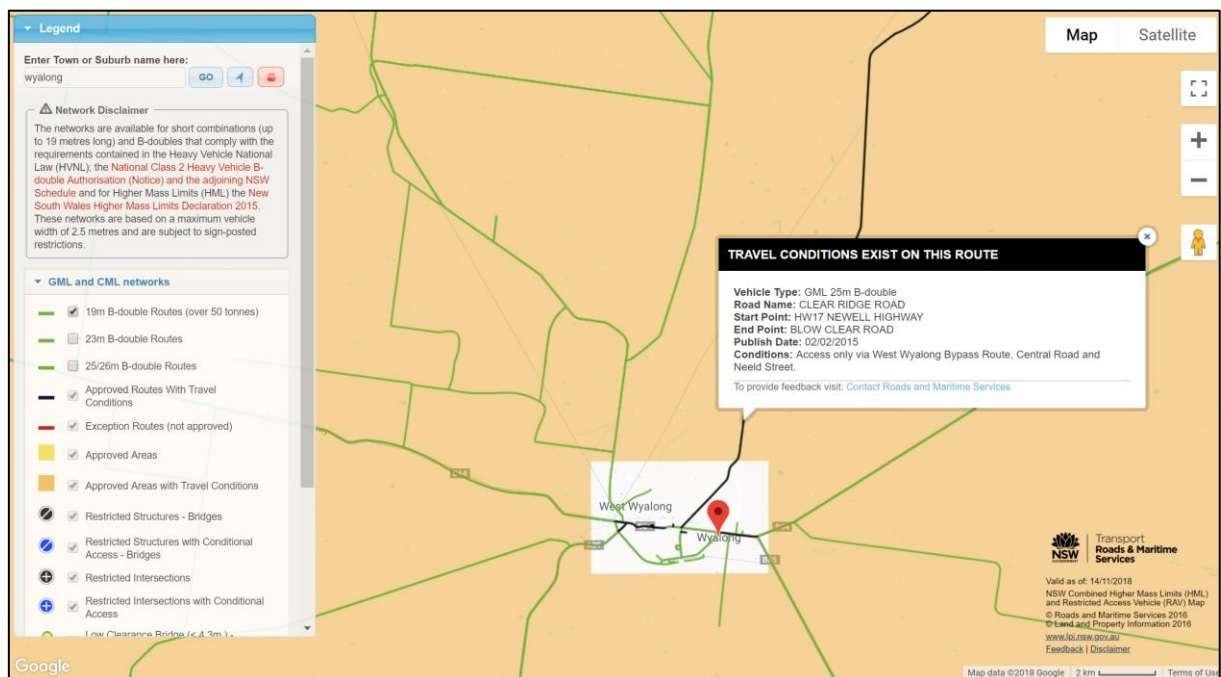 Legend
Enter Town or Suburb name here:
wyalong
GO
Network Disclaimer
The networks are available for short combinations (up
to 19 metres long) and B-doubles that comply with the
requirements contained in the Heavy Vehicle National
Law (HVNL); the National Class 2 Heavy Vehicle B-
double Authorisation (Notice) and the adjoining NSW
Schedule and for Higher Mass Limits (HML) the New
South Wales Higher Mass Limits Declaration 2015.
These networks are based on a maximum vehicle
width of 2.5 metres and are subject to sign-posted
restrictions.
GML and CML networks
19m B-double Routes (over 50 tonnes)
23m B-double Routes
25/26m B-double Routes
Approved Routes With Travel
Conditions
Exception Routes (not approved)
Approved Areas
Approved Areas with Travel Conditions
Restricted Structures - Bridges
Restricted Structures with Conditional
Access - Bridges
Restricted Intersections
Restricted Intersections with Conditional
Access
Low Clearance Bridge (< 4.3m ) -
Google
Map Satellite
TRAVEL CONDITIONS EXIST ON THIS ROUTE
Vehicle Type: GML 25m B-double
Road Name: CLEAR RIDGE ROAD
Start Point: HW17 NEWELL HIGHWAY
End Point: BLOW CLEAR ROAD
Publish Date: 02/02/2015
Conditions: Access only via West Wyalong Bypass Route, Central Road and
Neeld Street.
To provide feedback visit: Contact Roads and Maritime Services
West Wyalong
Wyalong
NSW
GOVERNMENT
Transport
Roads & Maritime
Services
Valid as of: 14/11/2018
NSW Combined Higher Mass Limits (HML)
and Restricted Access Vehicle (RAV) Map
© Roads and Maritime Services 2016
© Land and Property Information 2016
www.lpi.nsw.gov.au
Feedback | Disclaimer
Map data ©2018 Google 2 km Terms of Use